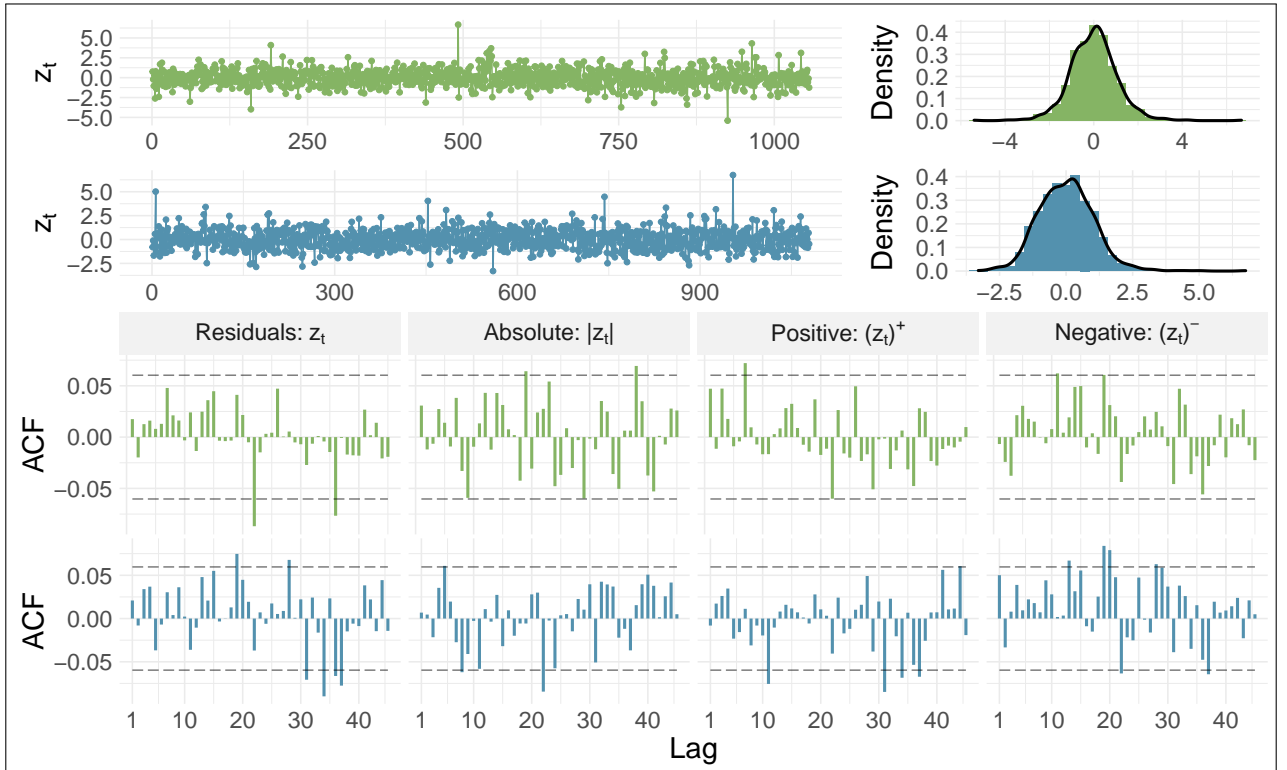 z_t
5.0
2.5
0.0
−2.5
−5.0
0 250 500 750 1000
Density
0.4
0.3
0.2
0.1
0.0
−4 0 4
z_t
5.0
2.5
0.0
−2.5
0 300 600 900
Density
0.4
0.3
0.2
0.1
0.0
−2.5 0.0 2.5 5.0
Residuals: z_t Absolute: |z_t| Positive: (z_t)⁺ Negative: (z_t)⁻
ACF
0.05
0.00
−0.05
ACF
0.05
0.00
−0.05
1 10 20 30 40 1 10 20 30 40 1 10 20 30 40 1 10 20 30 40
Lag